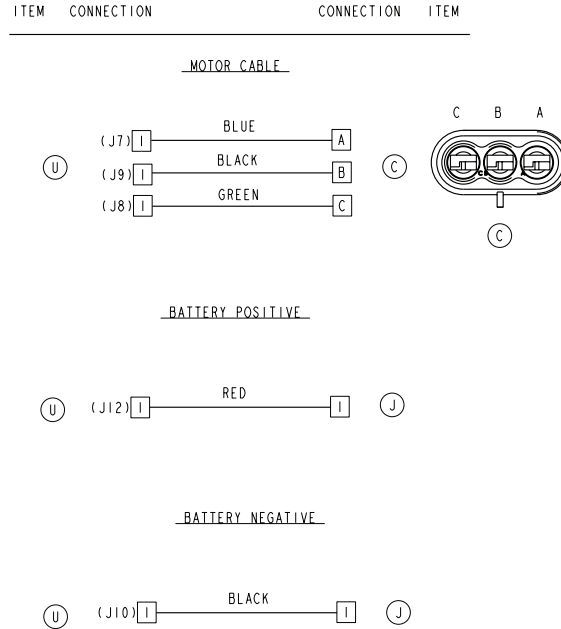 ITEM CONNECTION CONNECTION ITEM
MOTOR CABLE
C B A
BLUE
(J7) 1 A
BLACK
U (J9) 1 B C
GREEN
(J8) 1 C
C
BATTERY POSITIVE
RED
U (J12) 1 1 J
BATTERY NEGATIVE
BLACK
U (J10) 1 1 J